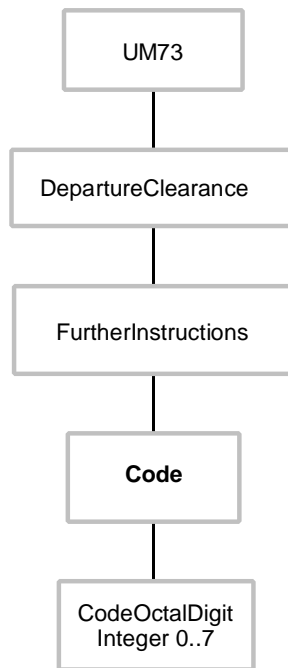 UM73
DepartureClearance
FurtherInstructions
Code
CodeOctalDigit
Integer 0..7